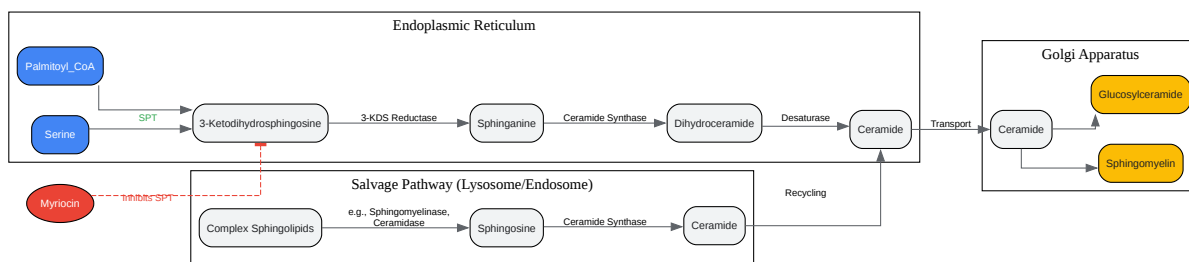 Endoplasmic Reticulum
Palmitoyl_CoA
Serine
SPT
3-Ketodihydrosphingosine
3-KDS Reductase
Sphinganine
Ceramide Synthase
Dihydroceramide
Desaturase
Ceramide
Transport
Golgi Apparatus
Ceramide
Glucosylceramide
Sphingomyelin
Myriocin
Inhibits SPT
Salvage Pathway (Lysosome/Endosome)
Complex Sphingolipids
e.g., Sphingomyelinase,
Ceramidase
Sphingosine
Ceramide Synthase
Ceramide
Recycling